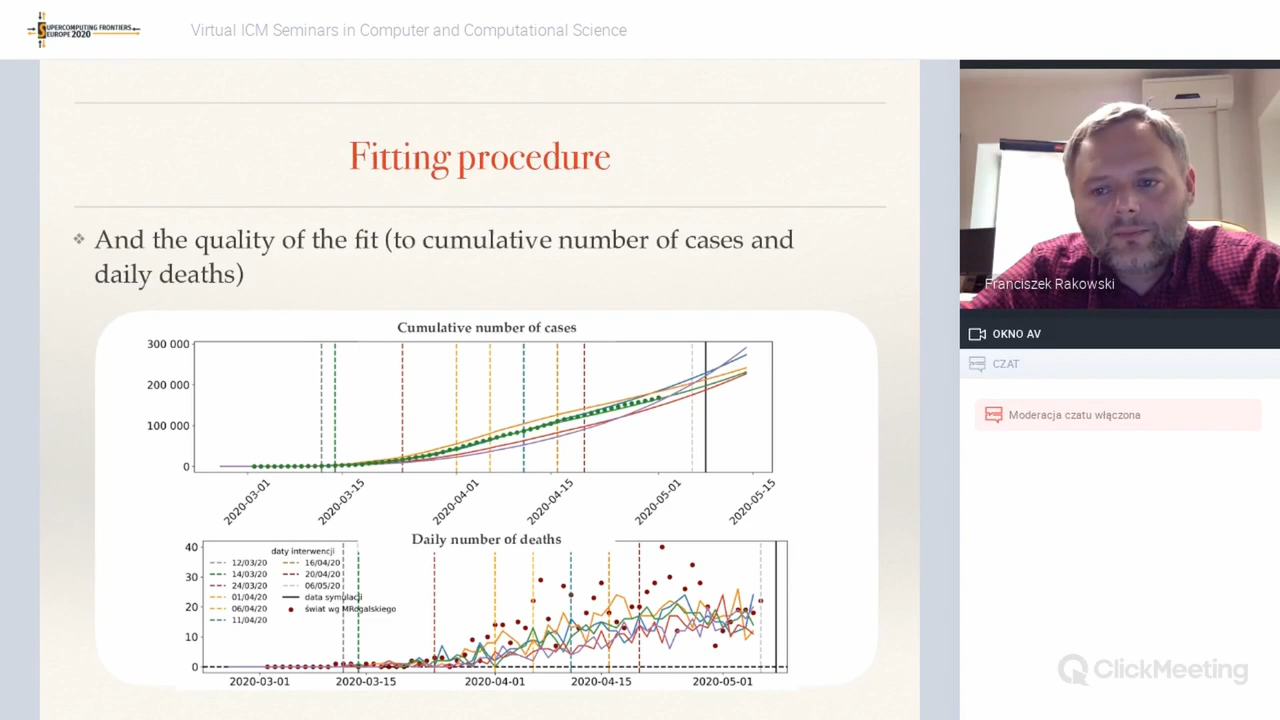 SUPERCOMPUTING FRONTIERS
EUROPE 2020
Virtual ICM Seminars in Computer and Computational Science
Fitting procedure
And the quality of the fit (to cumulative number of cases and
daily deaths)
Cumulative number of cases
300 000
200 000
100 000
0
2020-03-01
2020-03-15
2020-04-01
2020-04-15
2020-05-01
2020-05-15
Daily number of deaths
40
30
20
10
0
daty interwencji
12/03/20
14/03/20
24/03/20
01/04/20
06/04/20
11/04/20
16/04/20
20/04/20
06/05/20
data symulacji
świat wg MRogalskiego
2020-03-01
2020-03-15
2020-04-01
2020-04-15
2020-05-01
Franciszek Rakowski
OKNO AV
CZAT
Moderacja czatu włączona
ClickMeeting